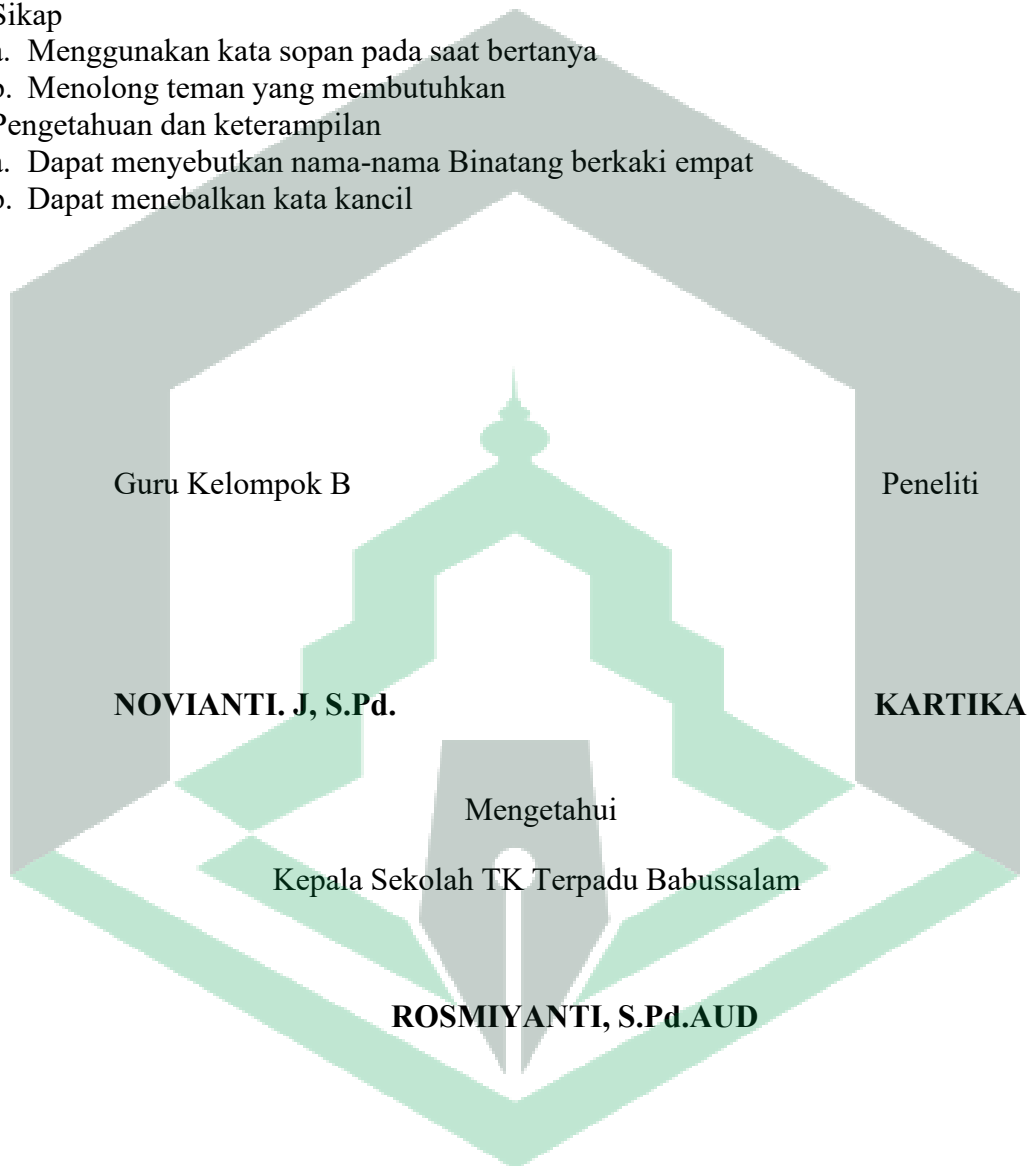 Sikap
a. Menggunakan kata sopan pada saat bertanya
b. Menolong teman yang membutuhkan
Pengetahuan dan keterampilan
a. Dapat menyebutkan nama-nama Binatang berkaki empat
b. Dapat menebalkan kata kancil
Guru Kelompok B Peneliti
NOVIANTI. J, S.Pd. KARTIKA
Mengetahui
Kepala Sekolah TK Terpadu Babussalam
ROSMIYANTI, S.Pd.AUD